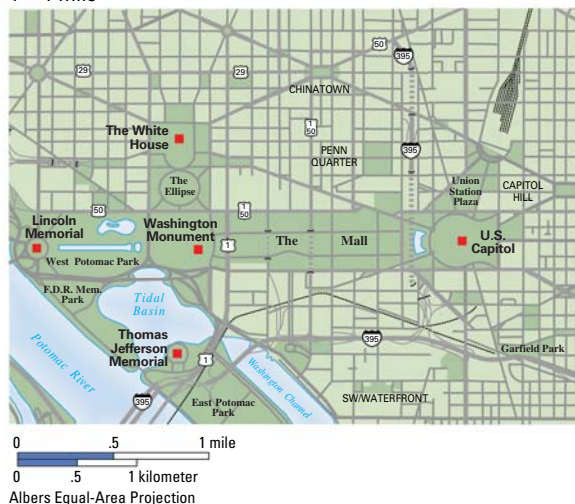 50
395
29
29
CHINATOWN
The White
House
1
50
PENN
QUARTER
395
The
Ellipse
Union
Station
Plaza
CAPITOL
HILL
50
1
50
Lincoln
Memorial
Washington
Monument
1
The Mall
U.S.
Capitol
West Potomac Park
F.D.R. Mem.
Park
Tidal
Basin
Thomas
Jefferson
Memorial
1
395
Garfield Park
Potomac River
Washington Channel
395
East Potomac
Park
SW/WATERFRONT
0 .5 1 mile
0 .5 1 kilometer
Albers Equal-Area Projection